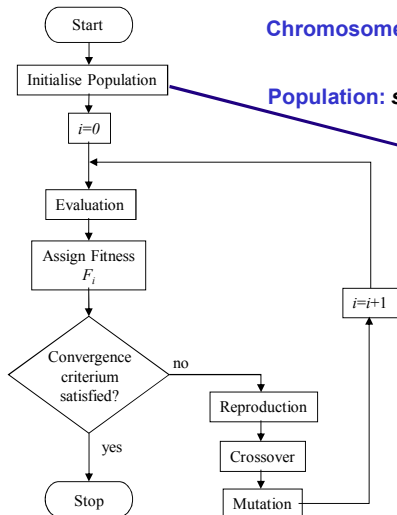 Start
Chromosome
Initialise Population
Population: s
i=0
Evaluation
Assign Fitness
F_i
i=i+1
Convergence
criterium
satisfied?
no
Reproduction
yes
Crossover
Stop
Mutation